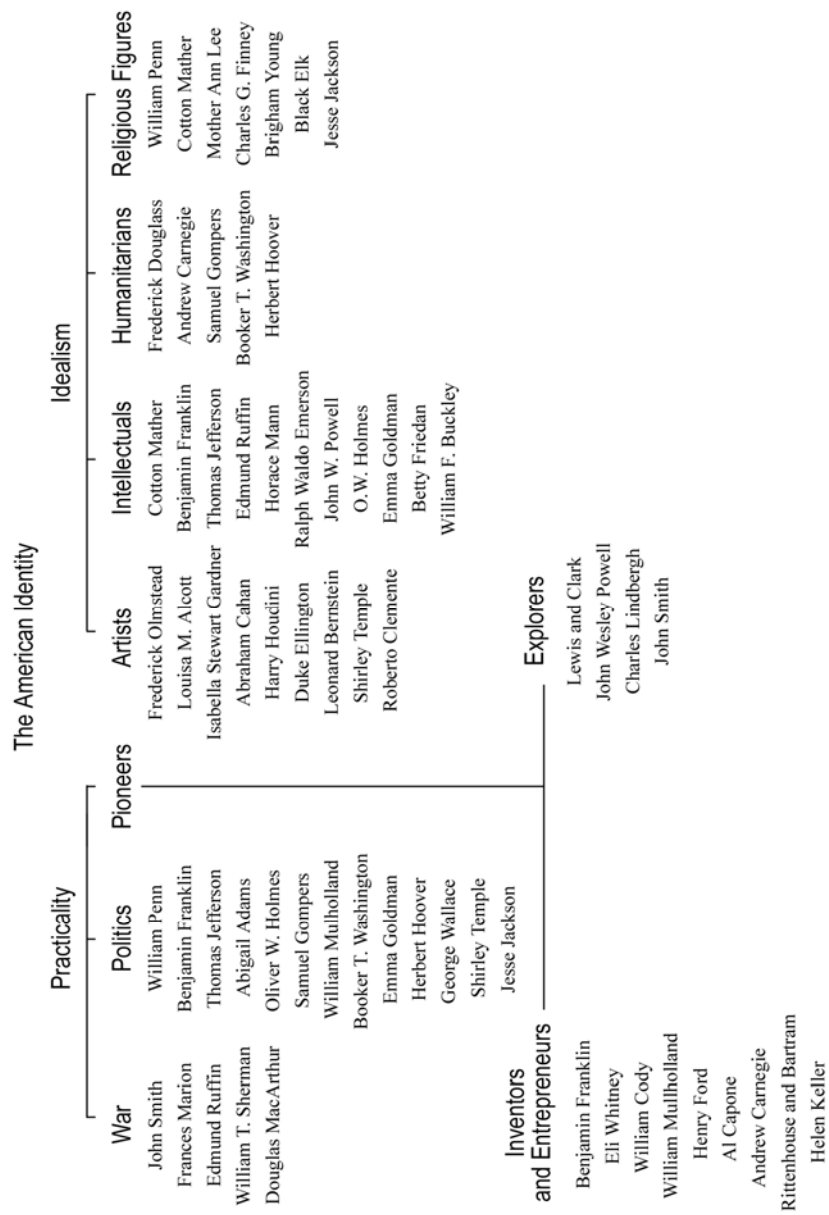 The American Identity
Practicality
Idealism
War
John Smith
Frances Marion
Edmund Ruffin
William T. Sherman
Douglas MacArthur
Politics
William Penn
Benjamin Franklin
Thomas Jefferson
Abigail Adams
Oliver W. Holmes
Samuel Gompers
William Mulholland
Booker T. Washington
Emma Goldman
Herbert Hoover
George Wallace
Shirley Temple
Jesse Jackson
Pioneers
Inventors
and Entrepreneurs
Benjamin Franklin
Eli Whitney
William Cody
William Mullholland
Henry Ford
Al Capone
Andrew Carnegie
Rittenhouse and Bartram
Helen Keller
Explorers
Lewis and Clark
John Wesley Powell
Charles Lindbergh
John Smith
Artists
Frederick Olmstead
Louisa M. Alcott
Isabella Stewart Gardner
Abraham Cahan
Harry Houdini
Duke Ellington
Leonard Bernstein
Shirley Temple
Roberto Clemente
Intellectuals
Cotton Mather
Benjamin Franklin
Thomas Jefferson
Edmund Ruffin
Horace Mann
Ralph Waldo Emerson
John W. Powell
O.W. Holmes
Emma Goldman
Betty Friedan
William F. Buckley
Humanitarians
Frederick Douglass
Andrew Carnegie
Samuel Gompers
Booker T. Washington
Herbert Hoover
Religious Figures
William Penn
Cotton Mather
Mother Ann Lee
Charles G. Finney
Brigham Young
Black Elk
Jesse Jackson